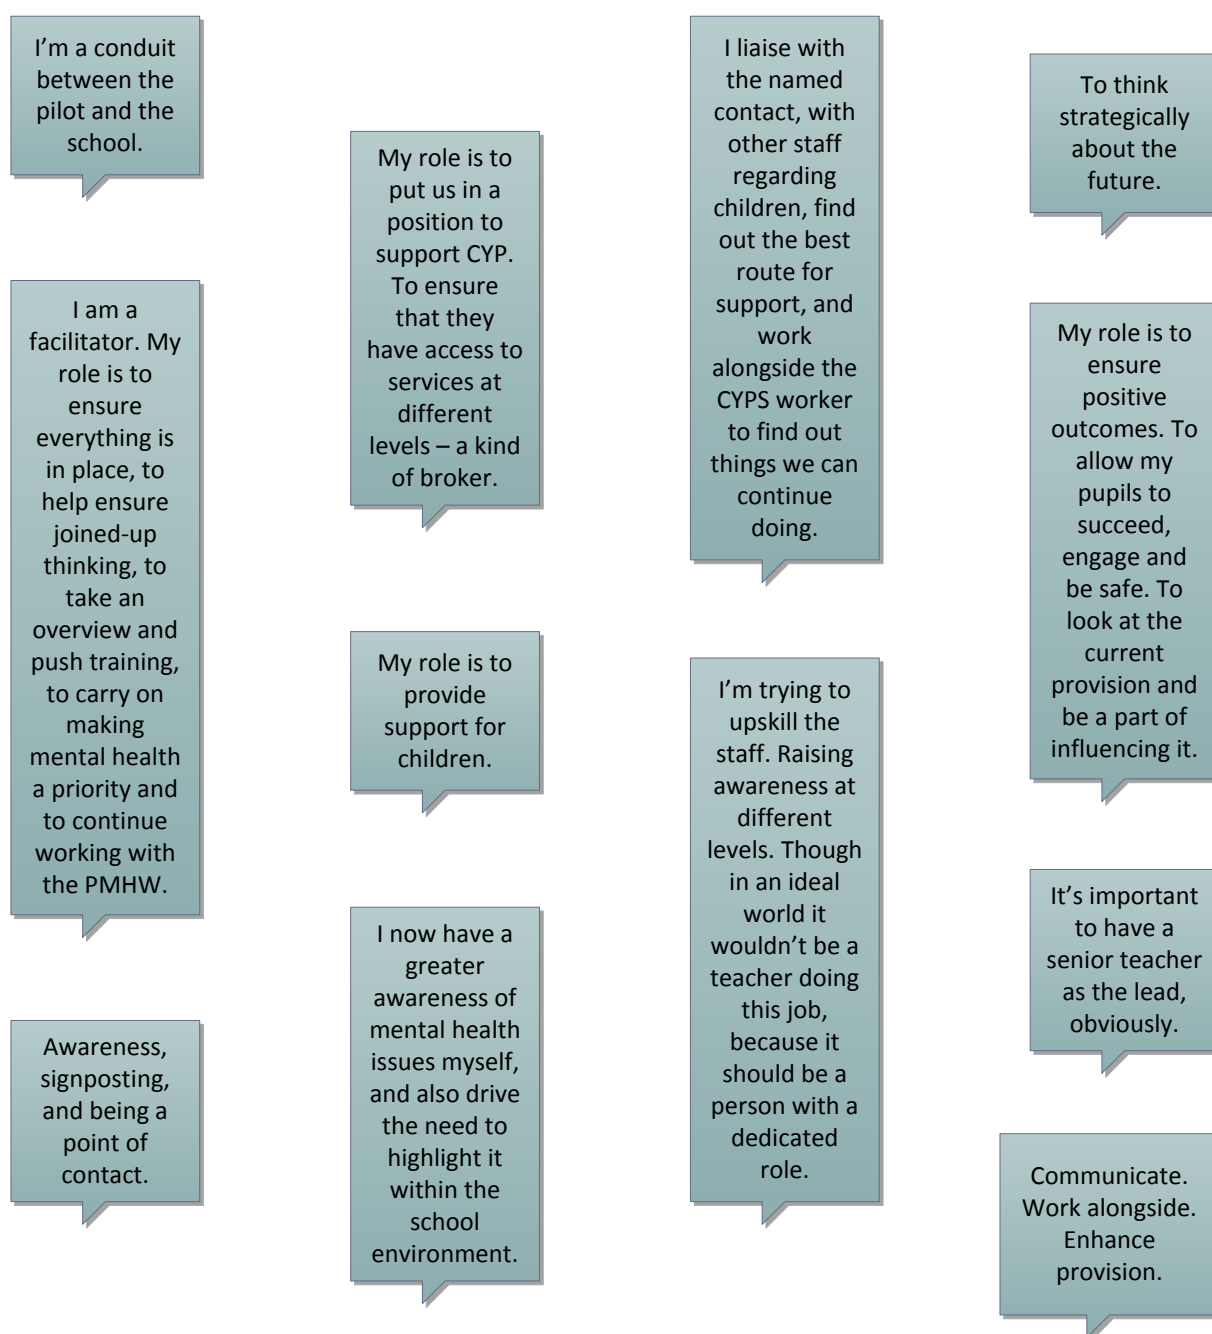 I’m a conduit
between the
pilot and the
school.
I am a
facilitator. My
role is to
ensure
everything is
in place, to
help ensure
joined-up
thinking, to
take an
overview and
push training,
to carry on
making
mental health
a priority and
to continue
working with
the PMHW.
Awareness,
signposting,
and being a
point of
contact.
My role is to
put us in a
position to
support CYP.
To ensure
that they
have access to
services at
different
levels – a kind
of broker.
My role is to
provide
support for
children.
I now have a
greater
awareness of
mental health
issues myself,
and also drive
the need to
highlight it
within the
school
environment.
I liaise with
the named
contact, with
other staff
regarding
children, find
out the best
route for
support, and
work
alongside the
CYPS worker
to find out
things we can
continue
doing.
I’m trying to
upskill the
staff. Raising
awareness at
different
levels. Though
in an ideal
world it
wouldn’t be a
teacher doing
this job,
because it
should be a
person with a
dedicated
role.
To think
strategically
about the
future.
My role is to
ensure
positive
outcomes. To
allow my
pupils to
succeed,
engage and
be safe. To
look at the
current
provision and
be a part of
influencing it.
It’s important
to have a
senior teacher
as the lead,
obviously.
Communicate.
Work alongside.
Enhance
provision.